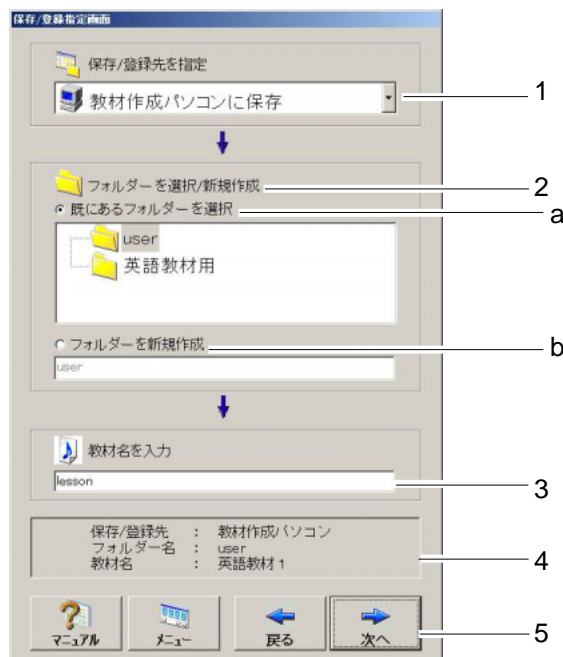 保存/登録指定画面
保存/登録先を指定
教材作成パソコンに保存
1
フォルダーを選択/新規作成
2
既にあるフォルダーを選択
a
user
英語教材用
フォルダーを新規作成
b
user
教材名を入力
lesson
3
保存/登録先 : 教材作成パソコン
フォルダー名 : user
教材名 : 英語教材1
4
マニュアル
メニュー
戻る
次へ
5